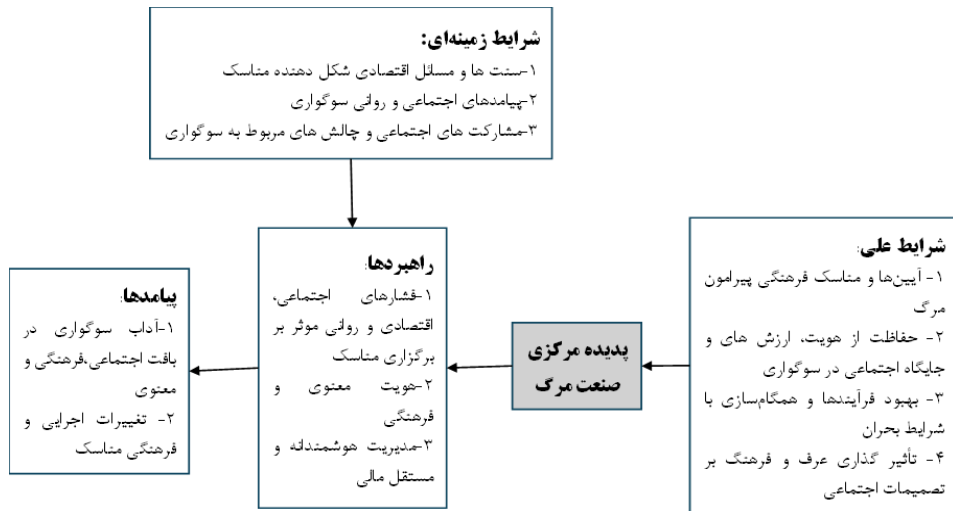 شرایط زمینه‌ای:
۱-سنت ها و مسائل اقتصادی شکل دهنده مناسک
۲-پیامدهای اجتماعی و روانی سوگواری
۳-مشارکت های اجتماعی و چالش های مربوط به سوگواری
شرایط علی:
۱- آیین‌ها و مناسک فرهنگی پیرامون
مرگ
۲- حفاظت از هویت، ارزش های و
جایگاه اجتماعی در سوگواری
۳- بهبود فرآیندها و همگام‌سازی با
شرایط بحران
۴- تأثیر گذاری عرف و فرهنگ بر
تصمیمات اجتماعی
پدیده مرکزی
صنعت مرگ
راهبردها:
۱-فشارهای اجتماعی،
اقتصادی و روانی موثر بر
برگزاری مناسک
۲-هویت معنوی و
فرهنگی
۳-مدیریت هوشمندانه و
مستقل مالی
پیامدها:
۱-آداب سوگواری در
بافت اجتماعی،فرهنگی و
معنوی
۲- تغییرات اجرایی و
فرهنگی مناسک